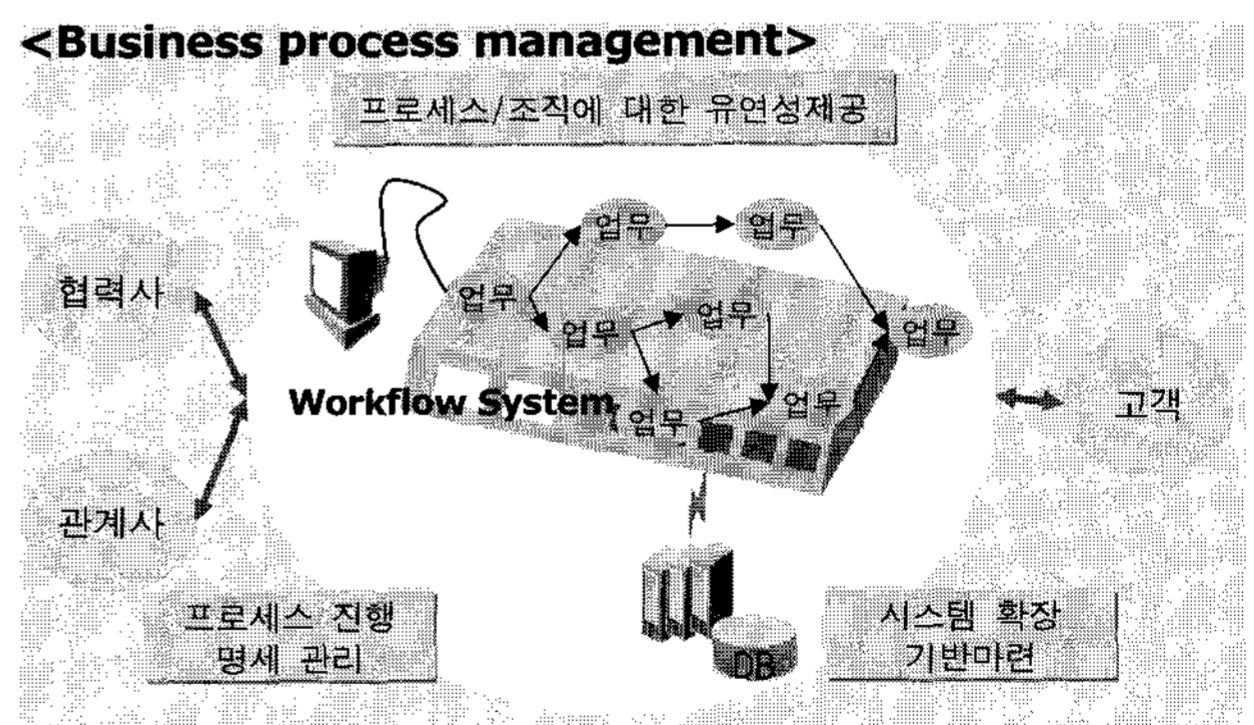 <Business process management>
프로세스/조직에 대한 유연성제공
업무
업무
업무
업무
업무
업무
업무
업무
협력사
Workflow System
고객
관계사
프로세스 진행
명세 관리
DB
시스템 확장
기반마련